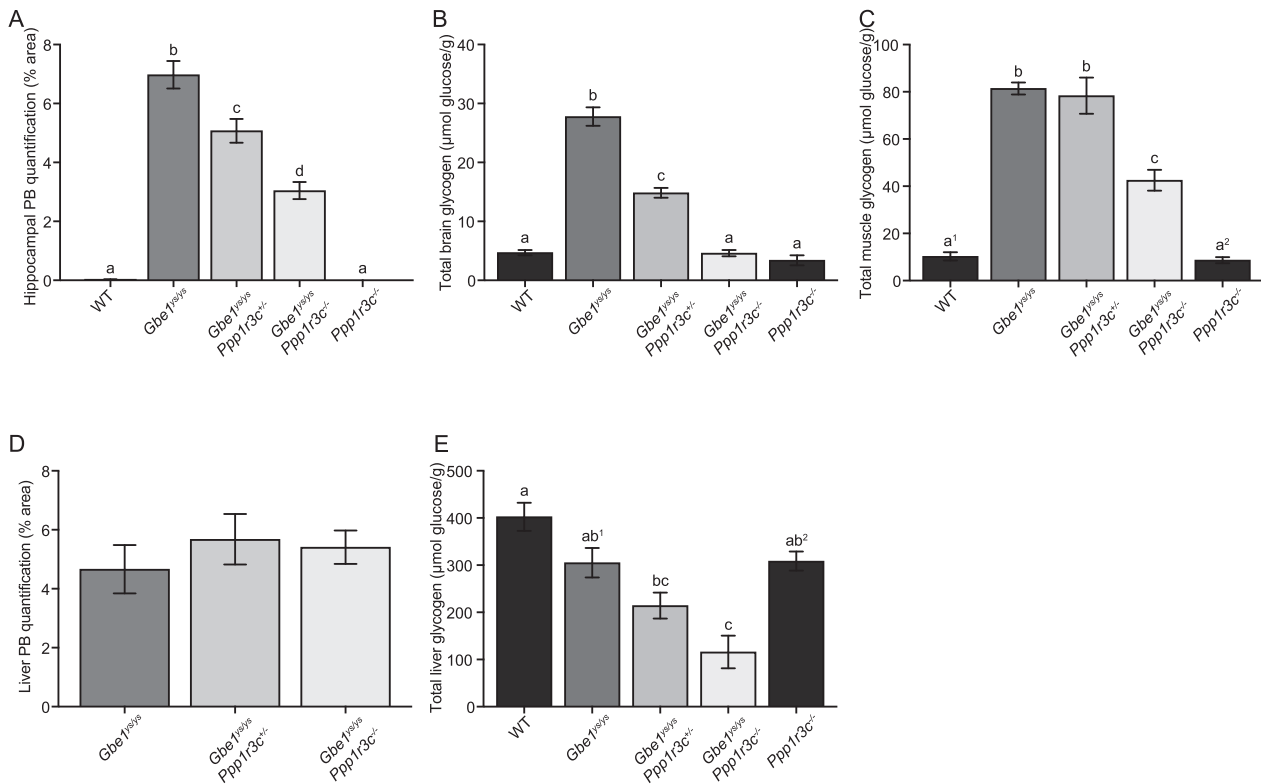 A
Hippocampal PB quantification (% area)
8
6
4
2
0
a
b
c
d
a
WT
Gbe1ys/ys
Gbe1ys/ys
Ppp1r3c+/-
Gbe1ys/ys
Ppp1r3c-/-
Ppp1r3c-/-
B
Total brain glycogen (µmol glucose/g)
40
30
20
10
0
a
b
c
a
a
WT
Gbe1ys/ys
Gbe1ys/ys
Ppp1r3c+/-
Gbe1ys/ys
Ppp1r3c-/-
Ppp1r3c-/-
C
Total muscle glycogen (µmol glucose/g)
100
80
60
40
20
0
a1
b
b
c
a2
WT
Gbe1ys/ys
Gbe1ys/ys
Ppp1r3c+/-
Gbe1ys/ys
Ppp1r3c-/-
Ppp1r3c-/-
D
Liver PB quantification (% area)
8
6
4
2
0
Gbe1ys/ys
Gbe1ys/ys
Ppp1r3c+/-
Gbe1ys/ys
Ppp1r3c-/-
E
Total liver glycogen (µmol glucose/g)
500
400
300
200
100
0
a
ab1
bc
c
ab2
WT
Gbe1ys/ys
Gbe1ys/ys
Ppp1r3c+/-
Gbe1ys/ys
Ppp1r3c-/-
Ppp1r3c-/-